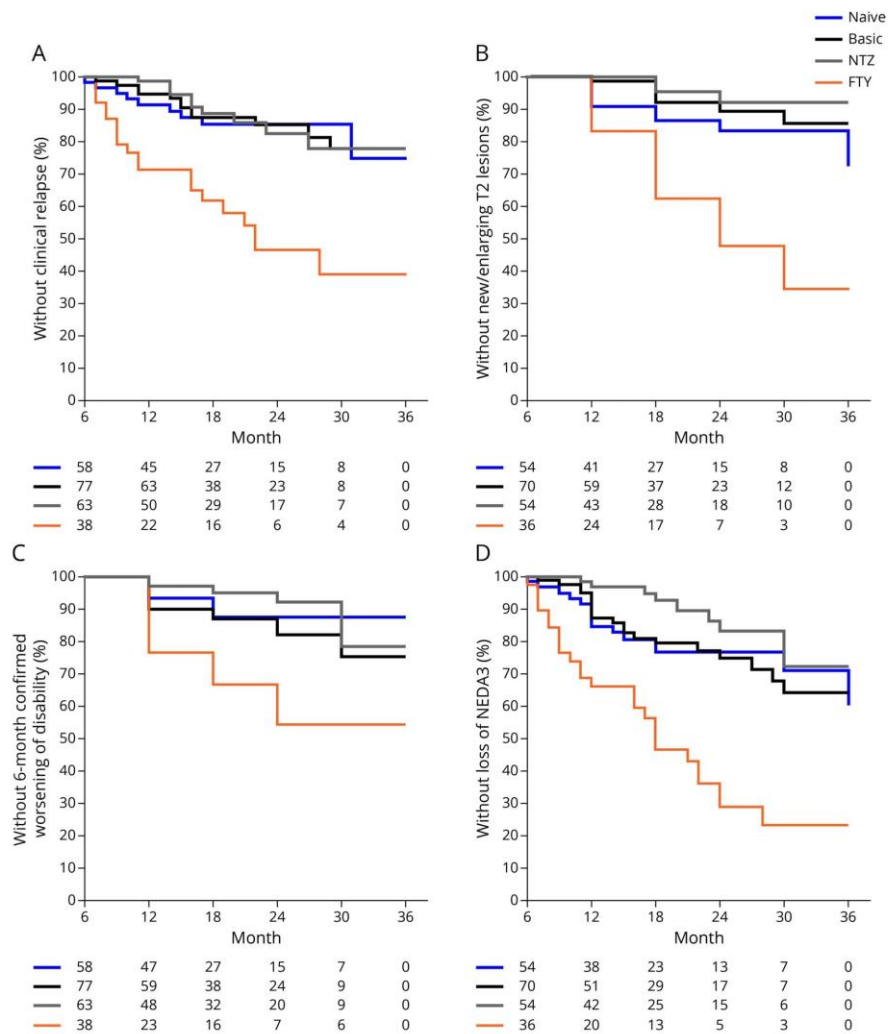 Naive
Basic
NTZ
FTY
A
Without clinical relapse (%)
100
90
80
70
60
50
40
30
20
10
0
6 12 18 24 30 36
Month
58 45 27 15 8 0
77 63 38 23 8 0
63 50 29 17 7 0
38 22 16 6 4 0
B
Without new/enlarging T2 lesions (%)
100
90
80
70
60
50
40
30
20
10
0
6 12 18 24 30 36
Month
54 41 27 15 8 0
70 59 37 23 12 0
54 43 28 18 10 0
36 24 17 7 3 0
C
Without 6-month confirmed
worsening of disability (%)
100
90
80
70
60
50
40
30
20
10
0
6 12 18 24 30 36
Month
58 47 27 15 7 0
77 59 38 24 9 0
63 48 32 20 9 0
38 23 16 7 6 0
D
Without loss of NEDA3 (%)
100
90
80
70
60
50
40
30
20
10
0
6 12 18 24 30 36
Month
54 38 23 13 7 0
70 51 29 17 7 0
54 42 25 15 6 0
36 20 13 5 3 0